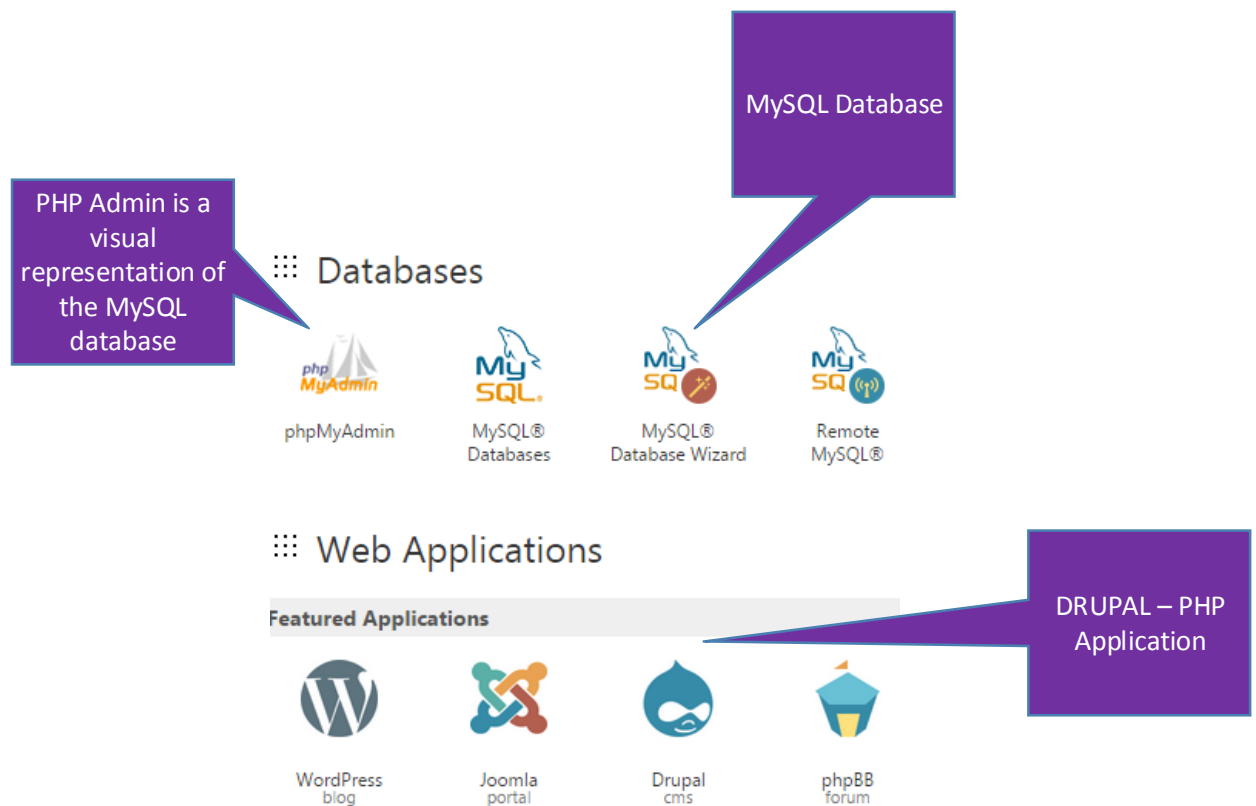 MySQL Database
PHP Admin is a
visual
representation of
the MySQL
database
Databases
php
MyAdmin
My
SQL.
My
SQ
My
SQ
phpMyAdmin
MySQL®
Databases
MySQL®
Database Wizard
Remote
MySQL®
Web Applications
Featured Applications
DRUPAL – PHP
Application
W
WordPress
blog
Joomla
portal
Drupal
cms
phpBB
forum